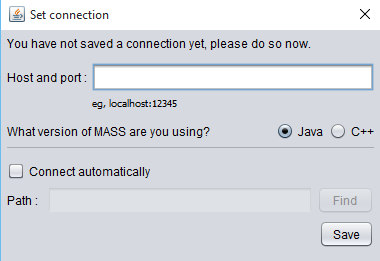 Set connection
You have not saved a connection yet, please do so now.
Host and port :
eg, localhost:12345
What version of MASS are you using? Java C++
Connect automatically
Path : Find
Save